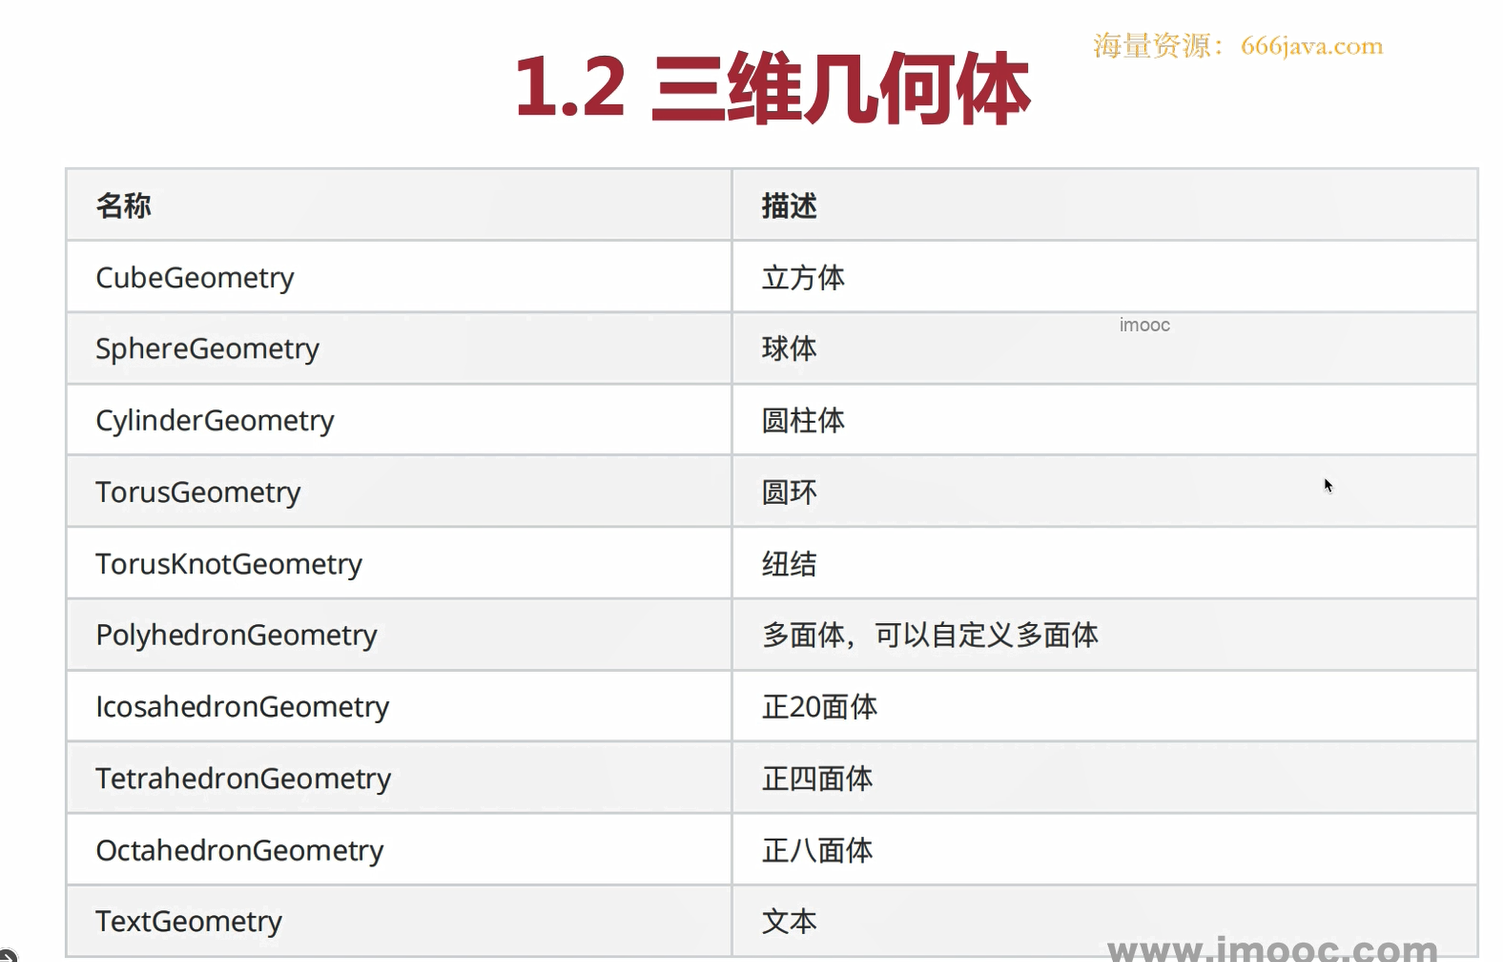 海量资源：666java.com
1.2 三维几何体
名称 描述
CubeGeometry 立方体
imooc
SphereGeometry 球体
CylinderGeometry 圆柱体
TorusGeometry 圆环
TorusKnotGeometry 纽结
PolyhedronGeometry 多面体，可以自定义多面体
IcosahedronGeometry 正20面体
TetrahedronGeometry 正四面体
OctahedronGeometry 正八面体
TextGeometry 文本
www.imooc.com